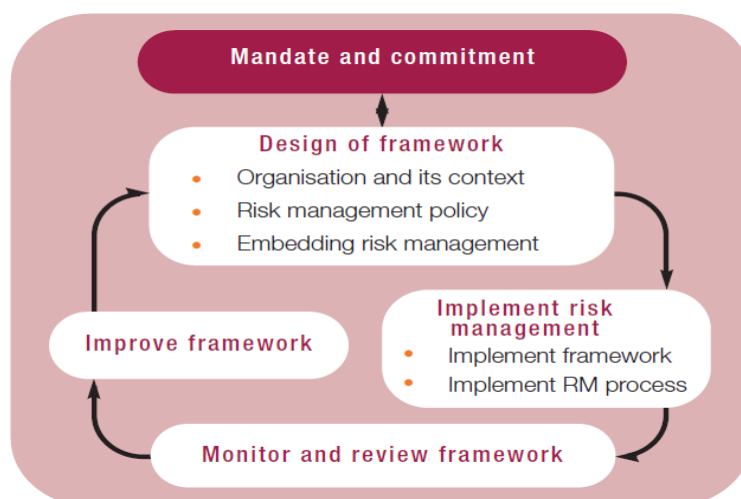 Mandate and commitment
Design of framework
• Organisation and its context
• Risk management policy
• Embedding risk management
Implement risk
management
• Implement framework
• Implement RM process
Improve framework
Monitor and review framework